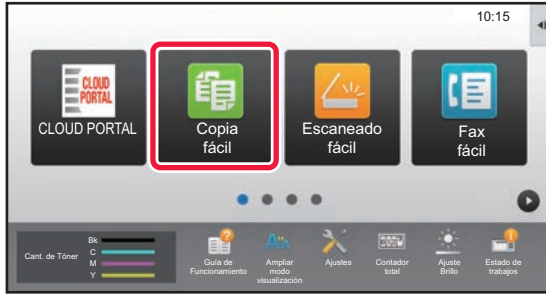 10:15
CLOUD
PORTAL
CLOUD PORTAL
Copia
fácil
Escaneado
fácil
Fax
fácil
Cant. de Tóner
Bk
C
M
Y
Guía de
Funcionamiento
Ampliar
modo
visualización
Ajustes
Contador
total
Ajuste
Brillo
Estado de
trabajos